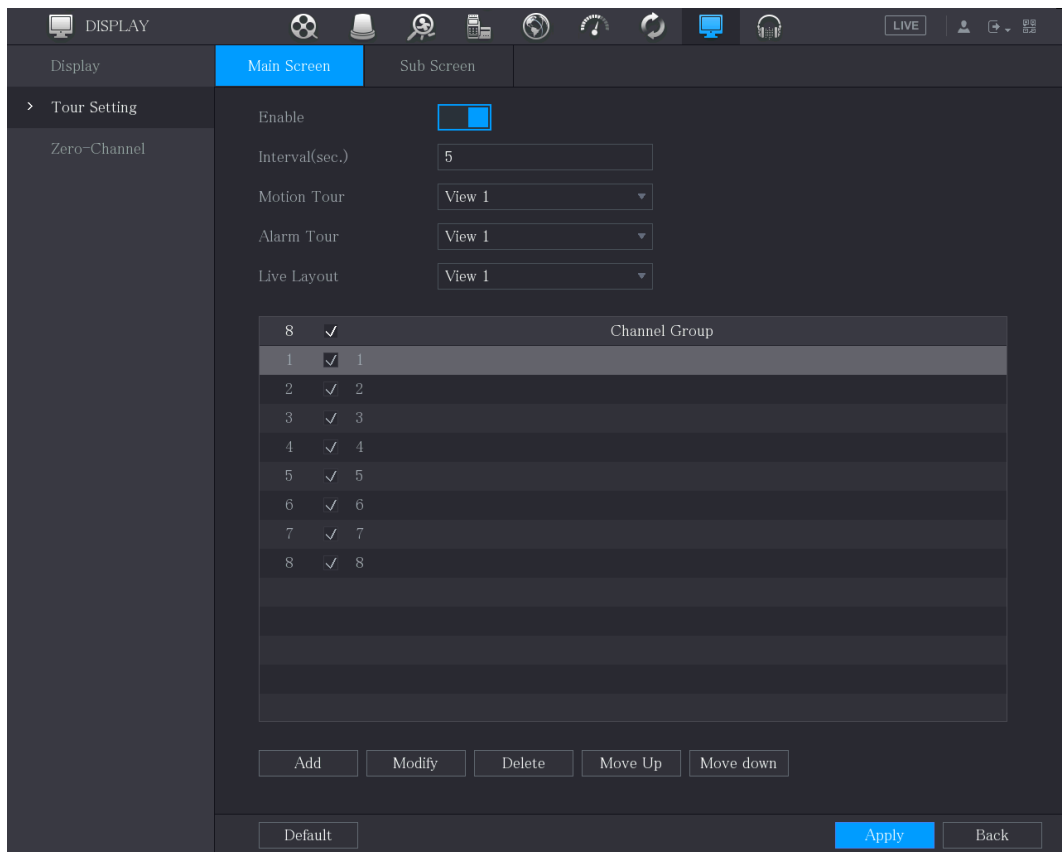 DISPLAY
LIVE
Display
Tour Setting
Zero-Channel
Main Screen
Sub Screen
Enable
Interval(sec.) 5
Motion Tour View 1
Alarm Tour View 1
Live Layout View 1
8 Channel Group
1 1
2 2
3 3
4 4
5 5
6 6
7 7
8 8
Add Modify Delete Move Up Move down
Default Apply Back